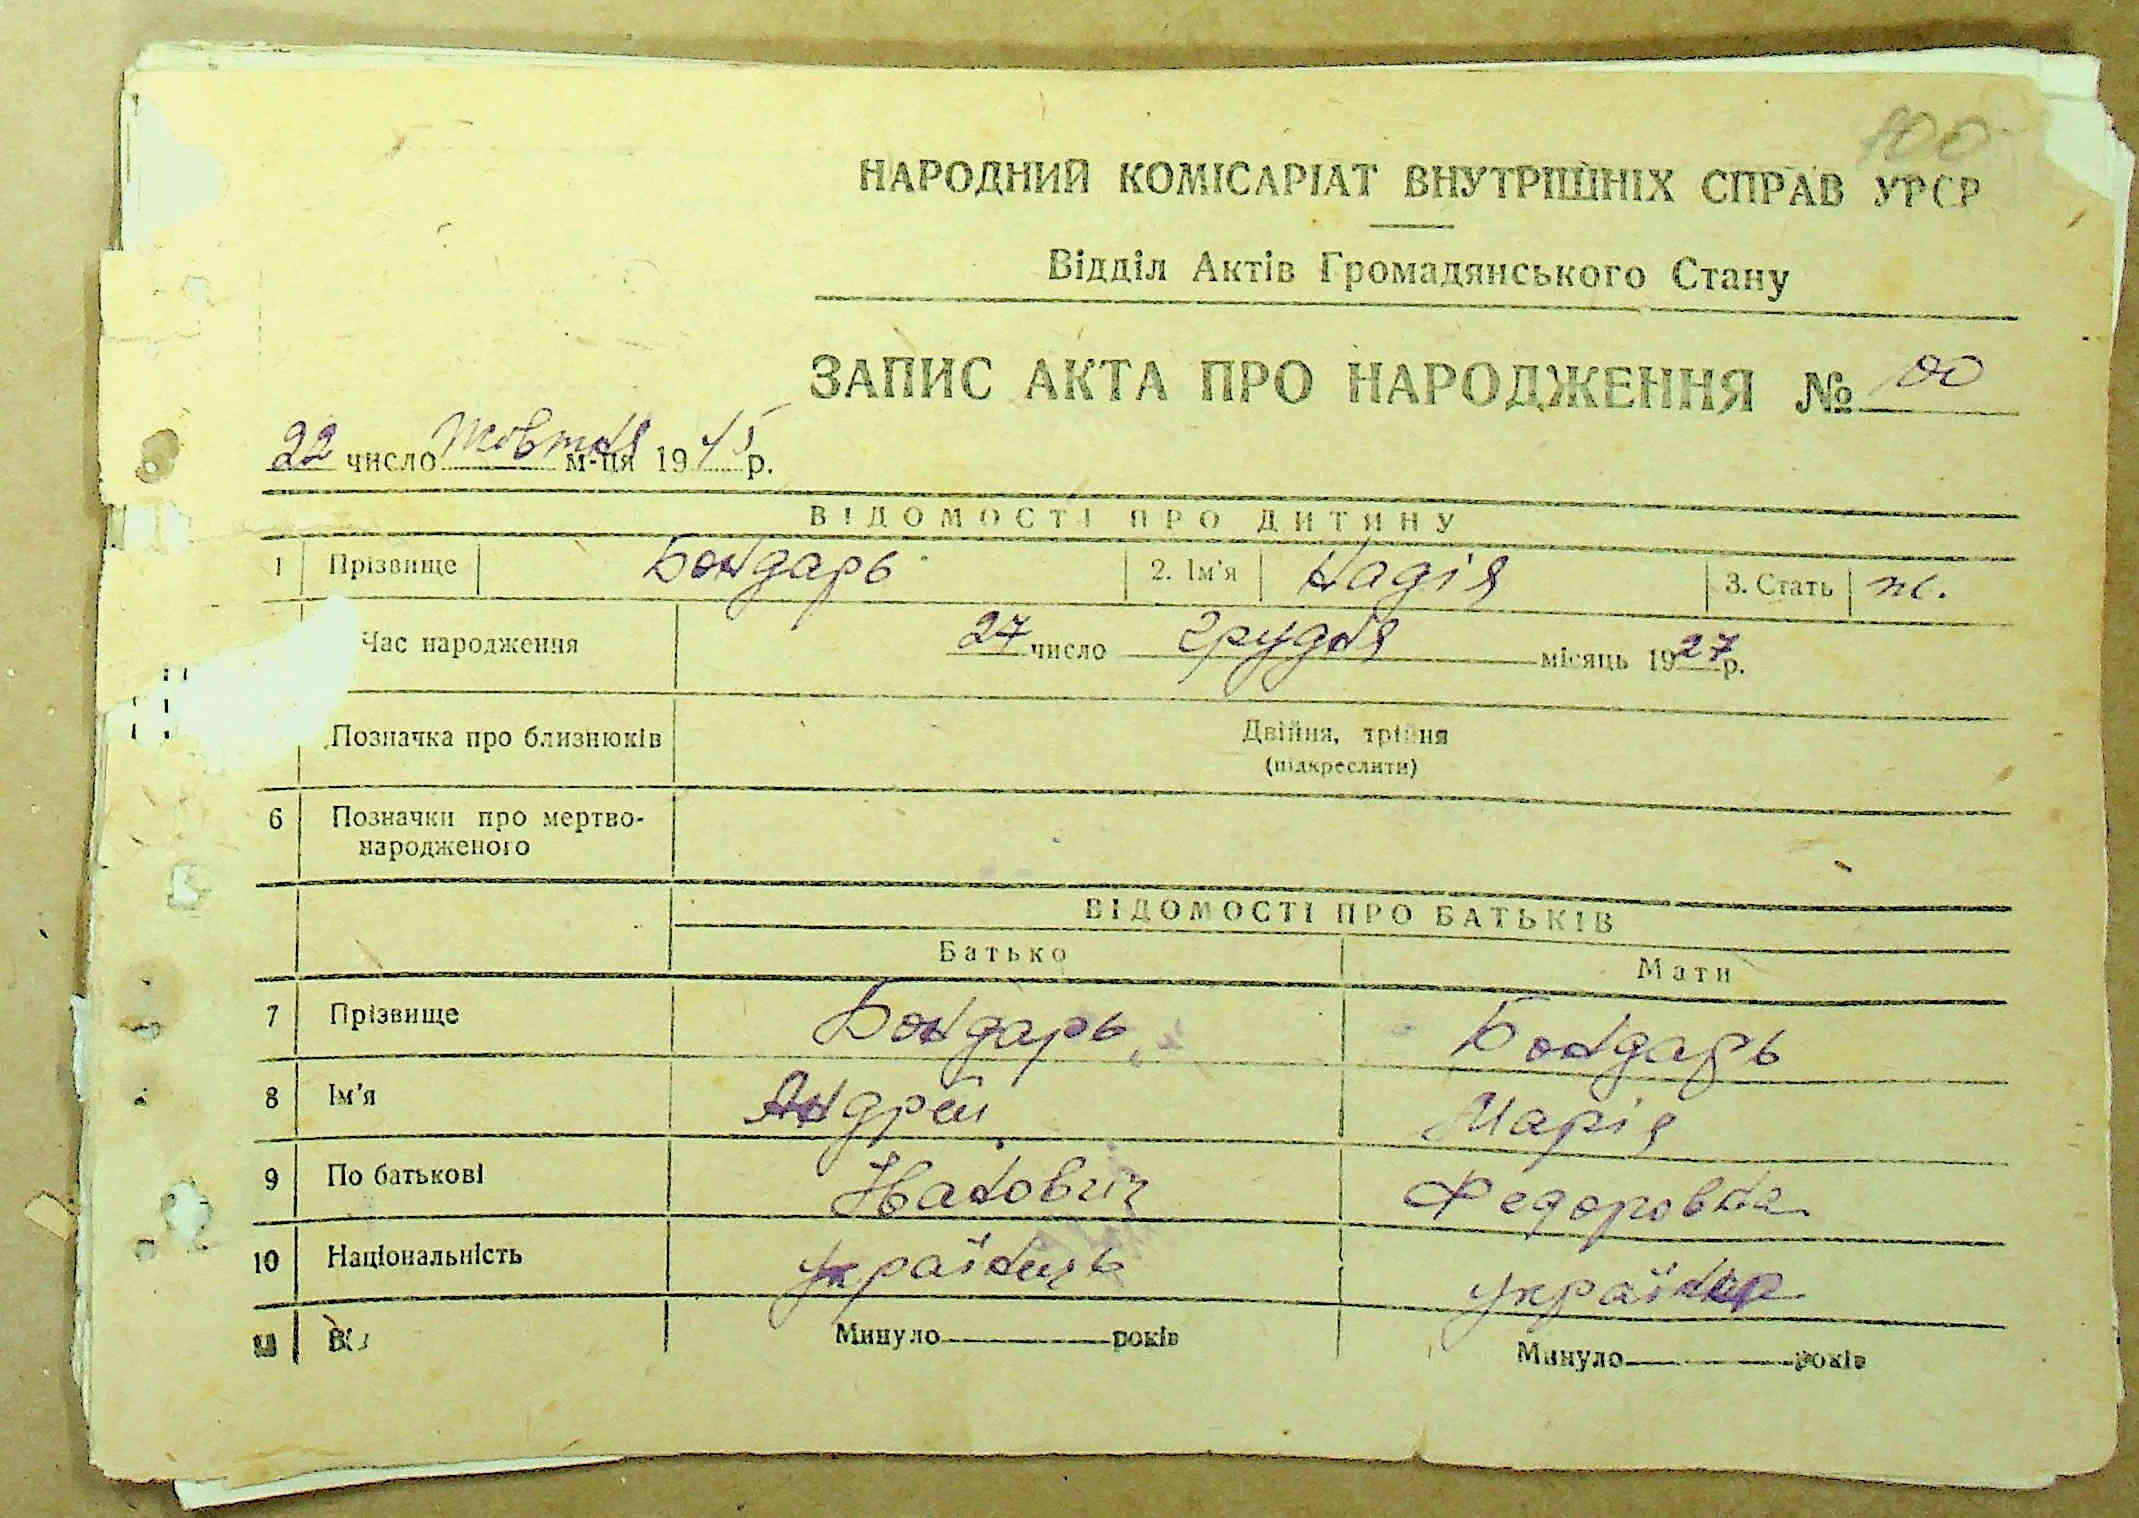 100
НАРОДНИЙ КОМІСАРІАТ ВНУТРІШНІХ СПРАВ УРСР
Відділ Актів Громадянського Стану
ЗАПИС АКТА ПРО НАРОДЖЕННЯ № 100
22 число Жовтня м-ця 1945 р.
ВІДОМОСТІ ПРО ДИТИНУ
1 Прізвище Бондарь 2. Ім'я Надія 3. Стать ж.
Час народження 27 число грудня місяць 1927 р.
Позначка про близнюків Двійня, трійня
(підкреслити)
6 Позначки про мертво-
народженого
ВІДОМОСТІ ПРО БАТЬКІВ
Батько Мати
7 Прізвище Бондарь Бондарь
8 Ім'я Андрей Марія
9 По батькові Іванович Федоровна
10 Національність українець українка
Минуло років Минуло років